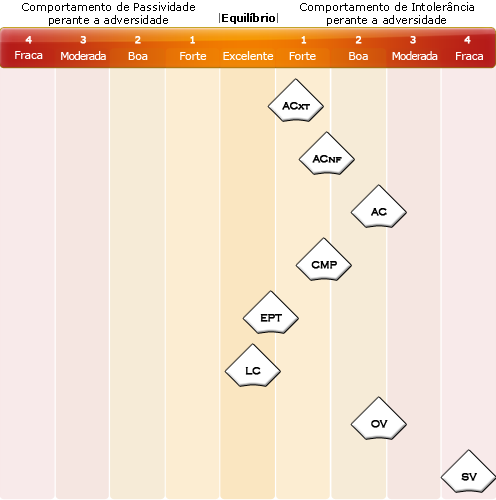 Comportamento de Passividade
perante a adversidade
|Equilíbrio|
Comportamento de Intolerância
perante a adversidade
4 3 2 1 1 2 3 4
Fraca Moderada Boa Forte Excelente Forte Boa Moderada Fraca
ACXT
ACNF
AC
CMP
EPT
LC
OV
SV